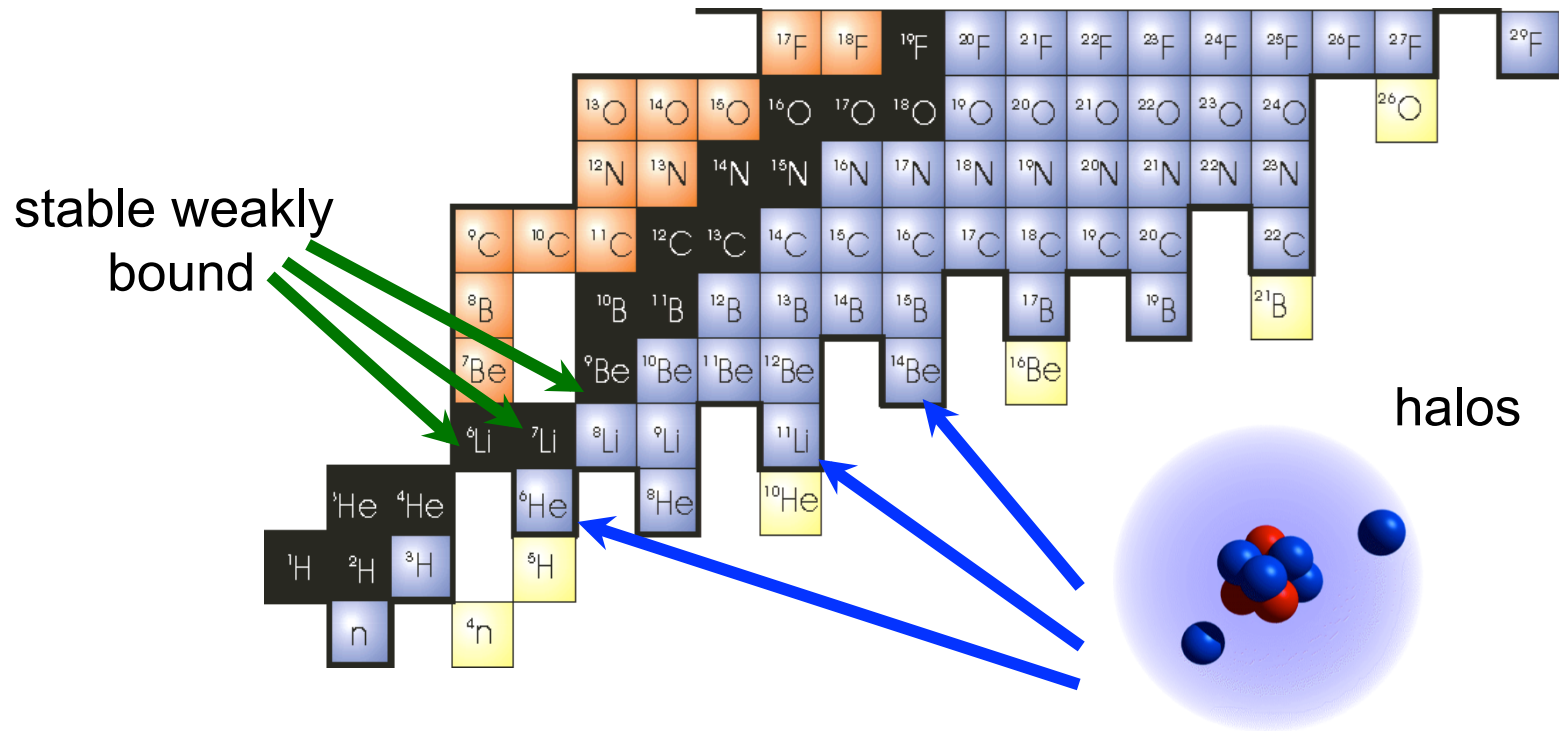 ¹⁷F ¹⁸F ¹⁹F ²⁰F ²¹F ²²F ²³F ²⁴F ²⁵F ²⁶F ²⁷F ²⁹F
¹³O ¹⁴O ¹⁵O ¹⁶O ¹⁷O ¹⁸O ¹⁹O ²⁰O ²¹O ²²O ²³O ²⁴O ²⁶O
¹²N ¹³N ¹⁴N ¹⁵N ¹⁶N ¹⁷N ¹⁸N ¹⁹N ²⁰N ²¹N ²²N ²³N
stable weakly
bound
⁹C ¹⁰C ¹¹C ¹²C ¹³C ¹⁴C ¹⁵C ¹⁶C ¹⁷C ¹⁸C ¹⁹C ²⁰C ²²C
⁸B ¹⁰B ¹¹B ¹²B ¹³B ¹⁴B ¹⁵B ¹⁷B ¹⁹B ²¹B
⁷Be ⁹Be ¹⁰Be ¹¹Be ¹²Be ¹⁴Be ¹⁶Be
halos
⁶Li ⁷Li ⁸Li ⁹Li ¹¹Li
³He ⁴He ⁶He ⁸He ¹⁰He
¹H ²H ³H ⁵H
n ⁴n